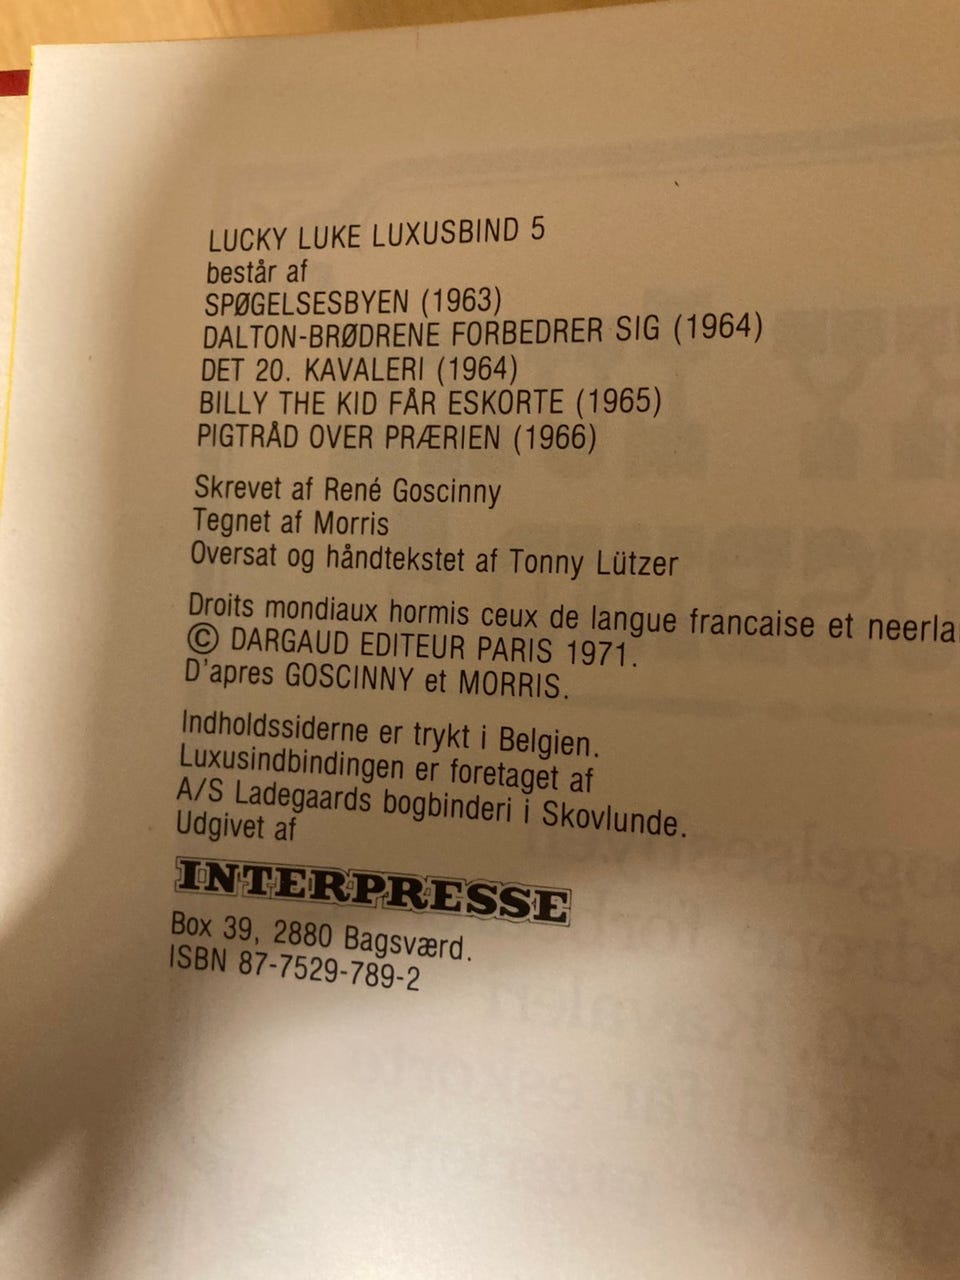 LUCKY LUKE LUXUSBIND 5
består af
SPØGELSESBYEN (1963)
DALTON-BRØDRENE FORBEDRER SIG (1964)
DET 20. KAVALERI (1964)
BILLY THE KID FÅR ESKORTE (1965)
PIGTRÅD OVER PRÆRIEN (1966)
Skrevet af René Goscinny
Tegnet af Morris
Oversat og håndtekstet af Tonny Lützer
Droits mondiaux hormis ceux de langue francaise et neerla
© DARGAUD EDITEUR PARIS 1971.
D'apres GOSCINNY et MORRIS.
Indholdssiderne er trykt i Belgien.
Luxusindbindingen er foretaget af
A/S Ladegaards bogbinderi i Skovlunde.
Udgivet af
INTERPRESSE
Box 39, 2880 Bagsværd.
ISBN 87-7529-789-2